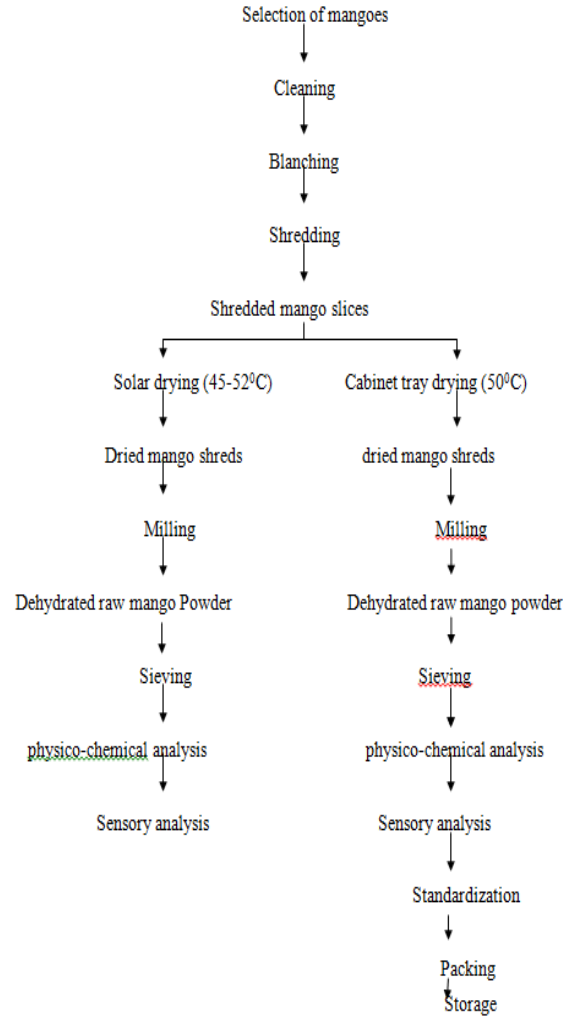 Selection of mangoes
Cleaning
Blanching
Shredding
Shredded mango slices
Solar drying (45-52⁰C)
Cabinet tray drying (50⁰C)
Dried mango shreds
dried mango shreds
Milling
Milling
Dehydrated raw mango Powder
Dehydrated raw mango powder
Sieving
Sieving
physico-chemical analysis
physico-chemical analysis
Sensory analysis
Sensory analysis
Standardization
Packing
Storage